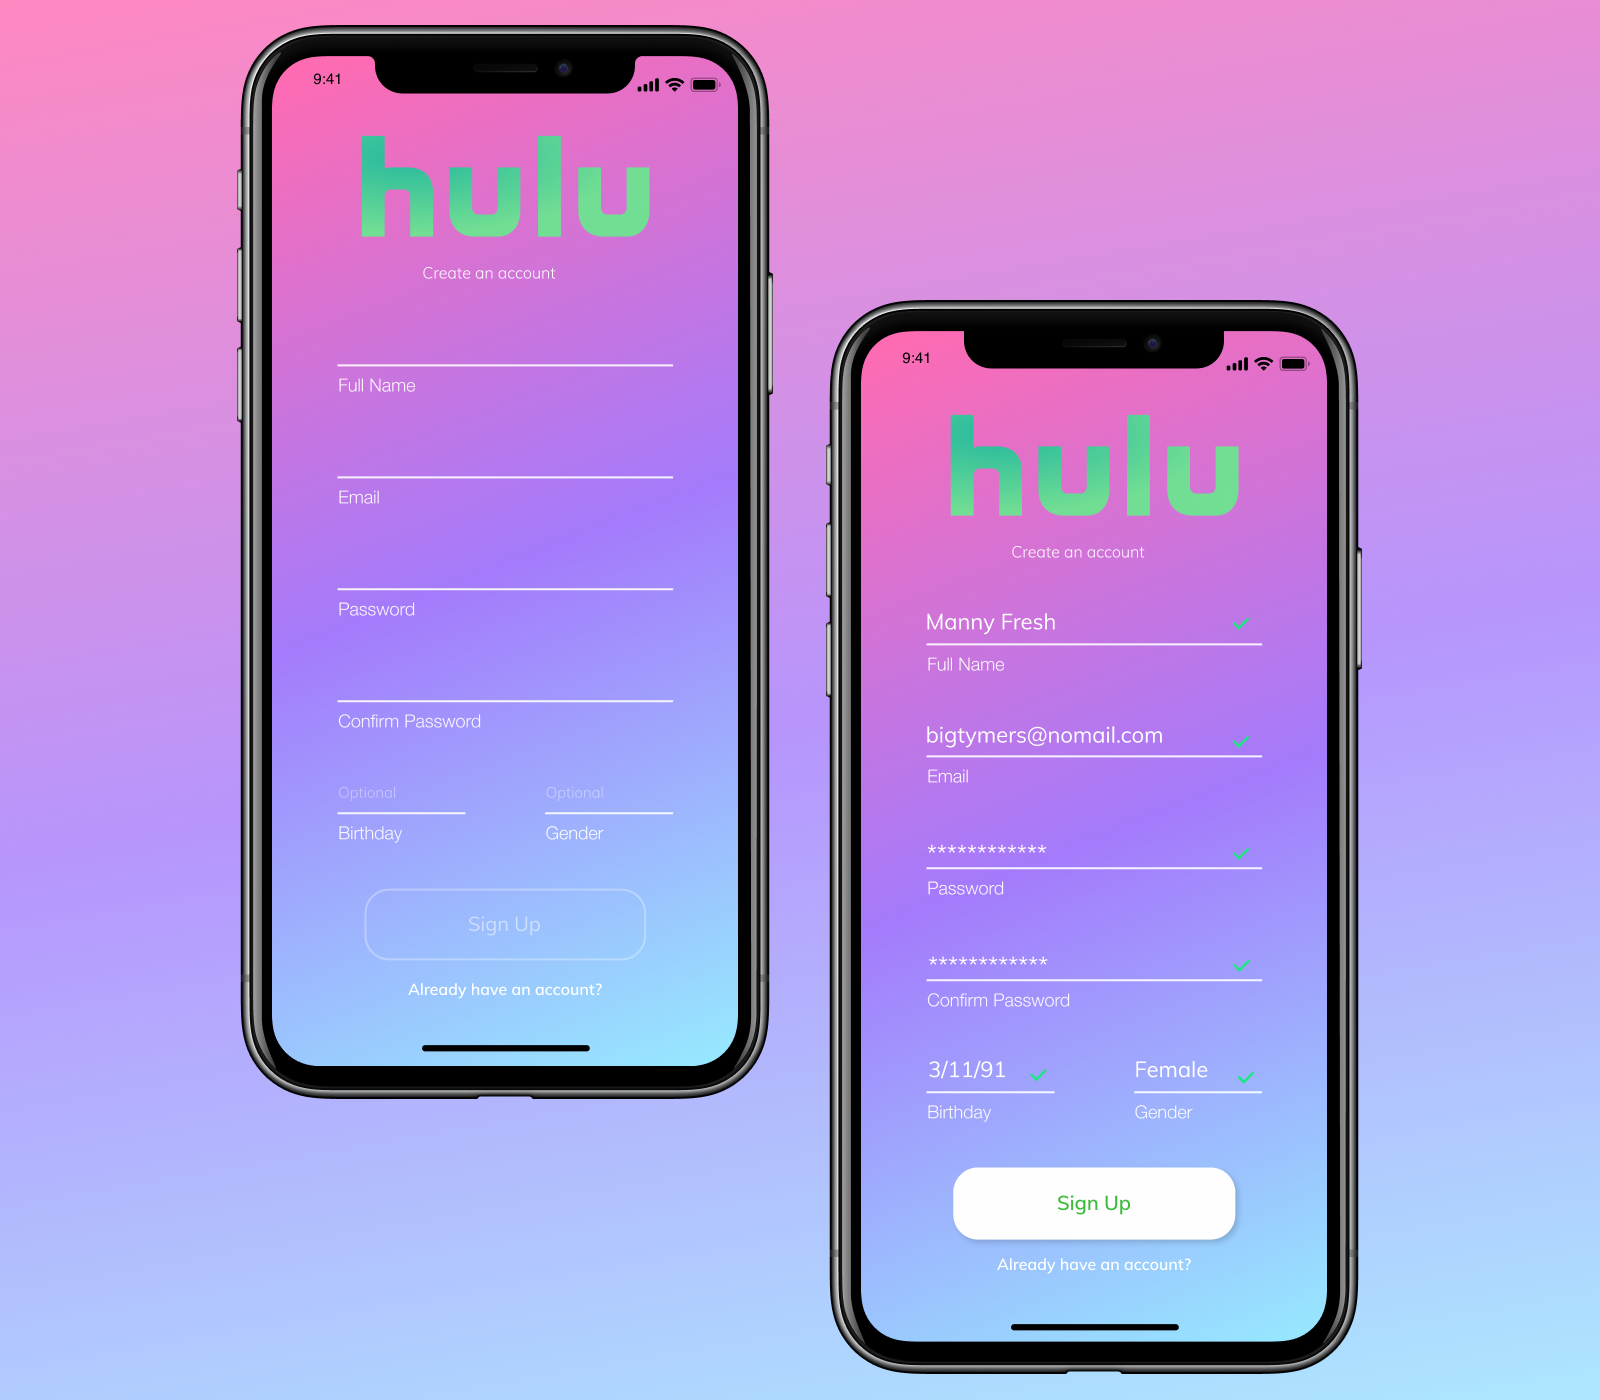 9:41
hulu
Create an account
Full Name
Email
Password
Confirm Password
Optional Optional
Birthday Gender
Sign Up
Already have an account?
9:41
hulu
Create an account
Manny Fresh
Full Name
bigtymers@nomail.com
Email
************
Password
************
Confirm Password
3/11/91 Female
Birthday Gender
Sign Up
Already have an account?